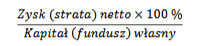 Zysk (strata) netto × 100 %
Kapitał (fundusz) własny